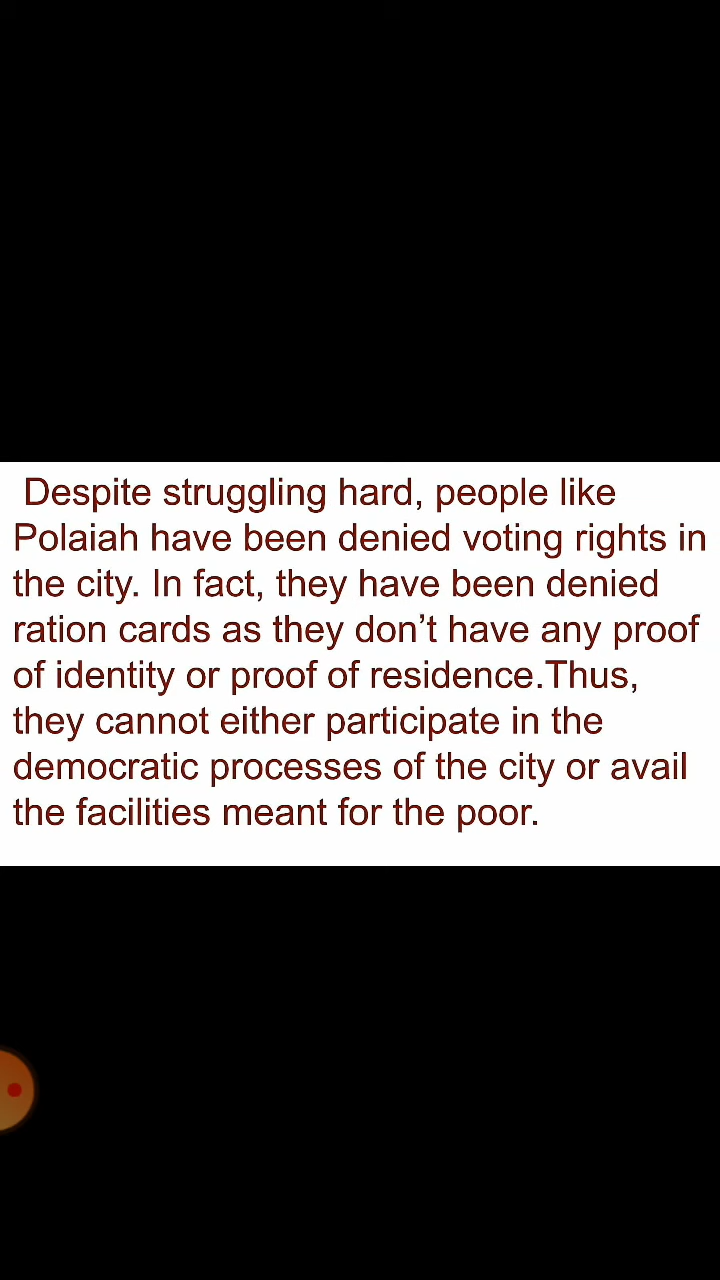 Despite struggling hard, people like
Polaiah have been denied voting rights in
the city. In fact, they have been denied
ration cards as they don’t have any proof
of identity or proof of residence.Thus,
they cannot either participate in the
democratic processes of the city or avail
the facilities meant for the poor.